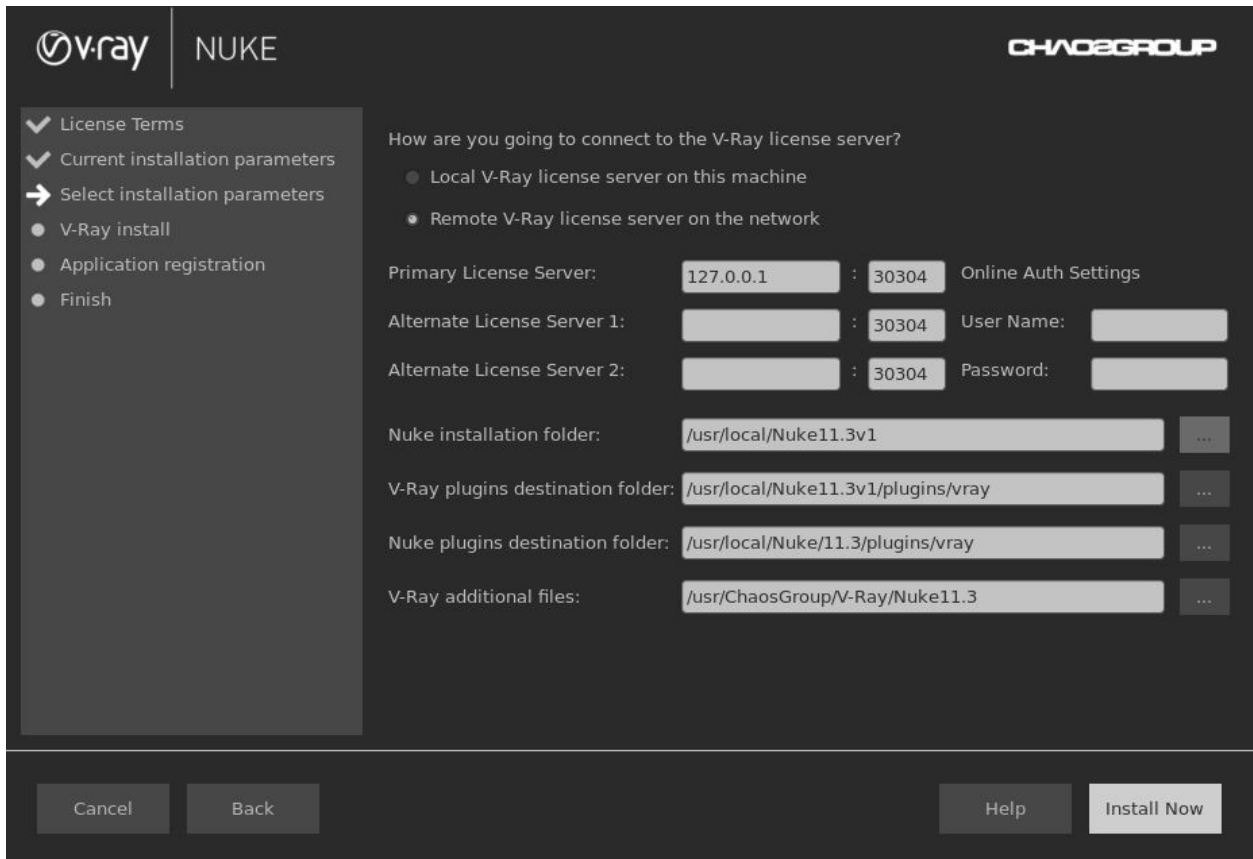 v·ray NUKE CHAOSGROUP
License Terms
Current installation parameters
Select installation parameters
V-Ray install
Application registration
Finish
How are you going to connect to the V-Ray license server?
Local V-Ray license server on this machine
Remote V-Ray license server on the network
Primary License Server: 127.0.0.1 : 30304 Online Auth Settings
Alternate License Server 1: : 30304 User Name:
Alternate License Server 2: : 30304 Password:
Nuke installation folder: /usr/local/Nuke11.3v1 ...
V-Ray plugins destination folder: /usr/local/Nuke11.3v1/plugins/vray ...
Nuke plugins destination folder: /usr/local/Nuke/11.3/plugins/vray ...
V-Ray additional files: /usr/ChaosGroup/V-Ray/Nuke11.3 ...
Cancel Back Help Install Now